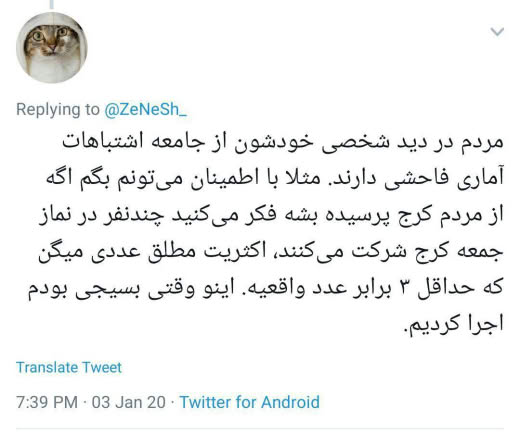 Replying to @ZeNeSh_
مردم در دید شخصی خودشون از جامعه اشتباهات
آماری فاحشی دارند. مثلا با اطمینان می‌تونم بگم اگه
از مردم کرج پرسیده بشه فکر می‌کنید چندنفر در نماز
جمعه کرج شرکت می‌کنند، اکثریت مطلق عددی میگن
که حداقل ۳ برابر عدد واقعیه. اینو وقتی بسیجی بودم
اجرا کردیم.
Translate Tweet
7:39 PM · 03 Jan 20 · Twitter for Android